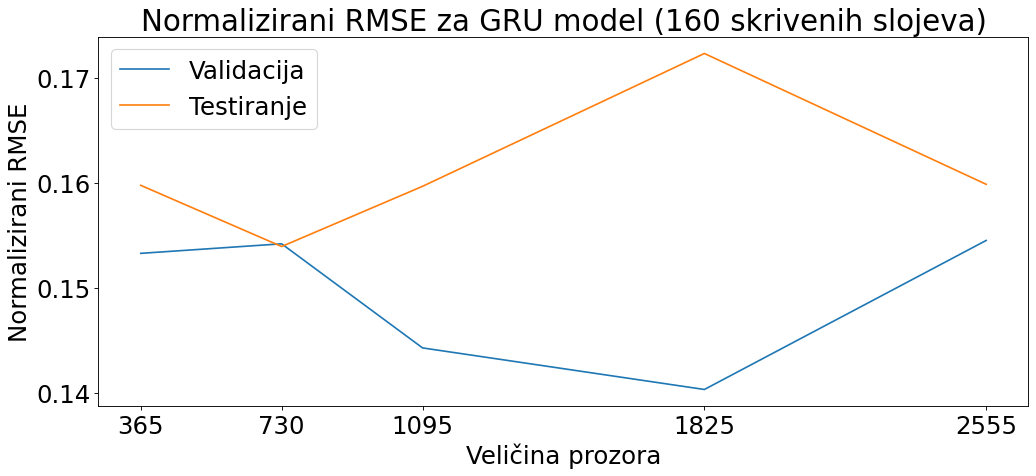 Normalizirani RMSE za GRU model (160 skrivenih slojeva)
Validacija
Testiranje
Normalizirani RMSE
0.17
0.16
0.15
0.14
365 730 1095 1825 2555
Veličina prozora